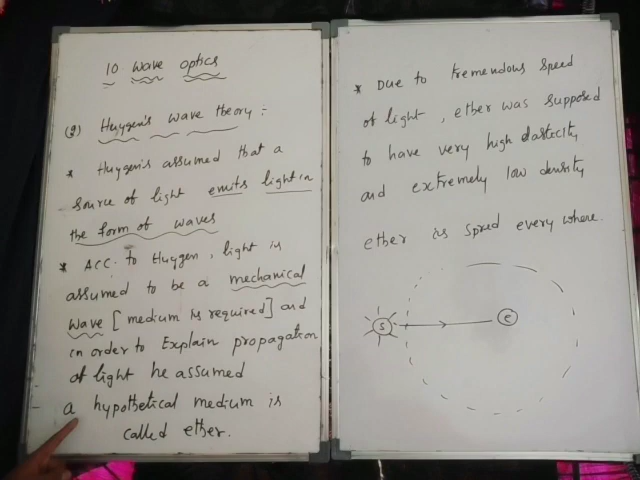 10 Wave Optics
(9) Huygen's Wave theory :
* Huygen's assumed that a
source of light emits light in
the form of waves
* Acc. to Huygen, light is
assumed to be a mechanical
wave [medium is required] and
in order to Explain propagation
of light he assumed
a hypothetical medium is
called ether.
* Due to tremendous speed
of light, ether was supposed
to have very high elasticity
and extremely low density
ether is spred every where.
S
e